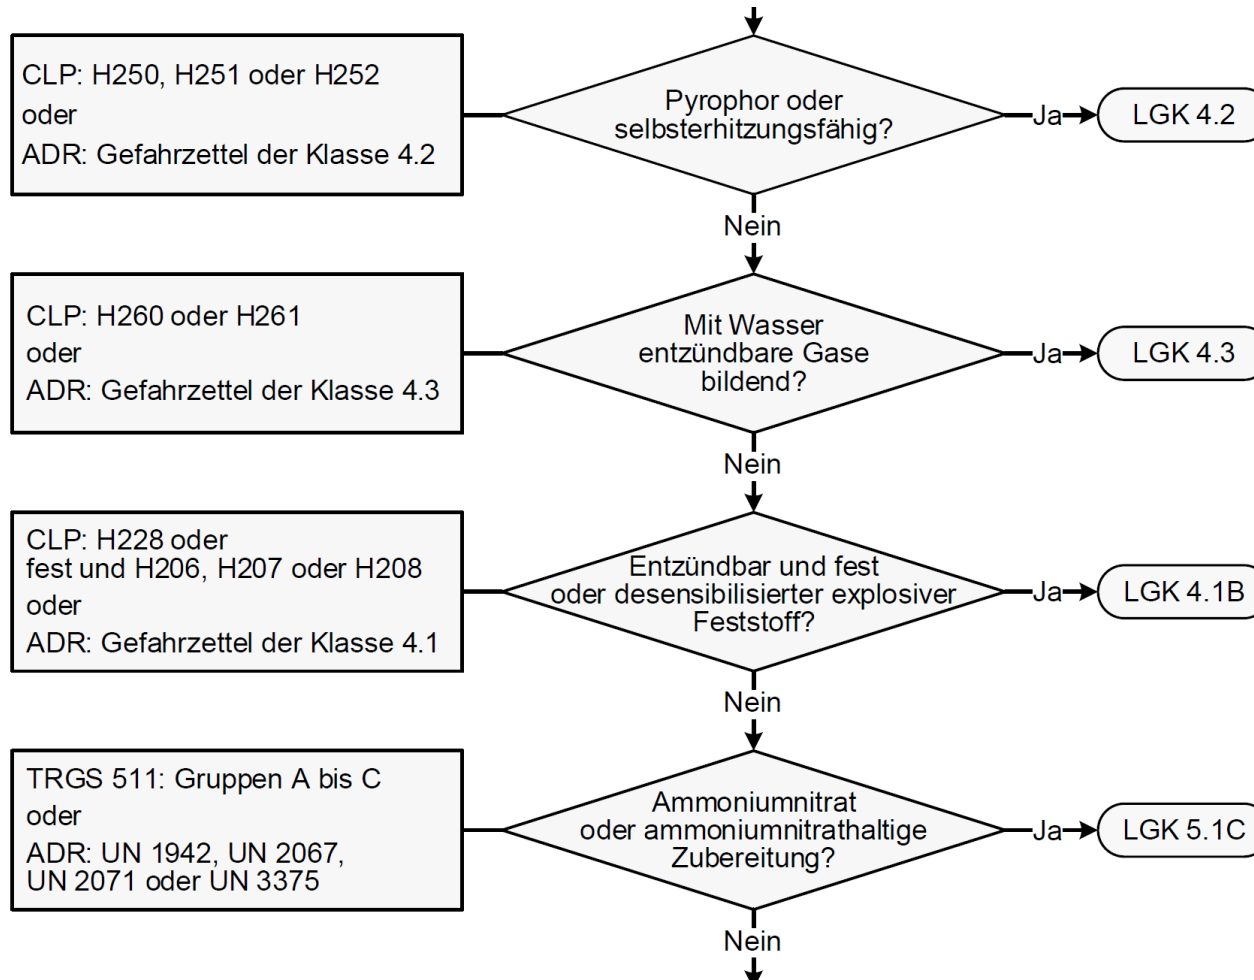 CLP: H250, H251 oder H252
oder
ADR: Gefahrzettel der Klasse 4.2
Pyrophor oder
selbsterhitzungsfähig?
Ja
LGK 4.2
Nein
CLP: H260 oder H261
oder
ADR: Gefahrzettel der Klasse 4.3
Mit Wasser
entzündbare Gase
bildend?
Ja
LGK 4.3
Nein
CLP: H228 oder
fest und H206, H207 oder H208
oder
ADR: Gefahrzettel der Klasse 4.1
Entzündbar und fest
oder desensibilisierter explosiver
Feststoff?
Ja
LGK 4.1B
Nein
TRGS 511: Gruppen A bis C
oder
ADR: UN 1942, UN 2067,
UN 2071 oder UN 3375
Ammoniumnitrat
oder ammoniumnitrathaltige
Zubereitung?
Ja
LGK 5.1C
Nein